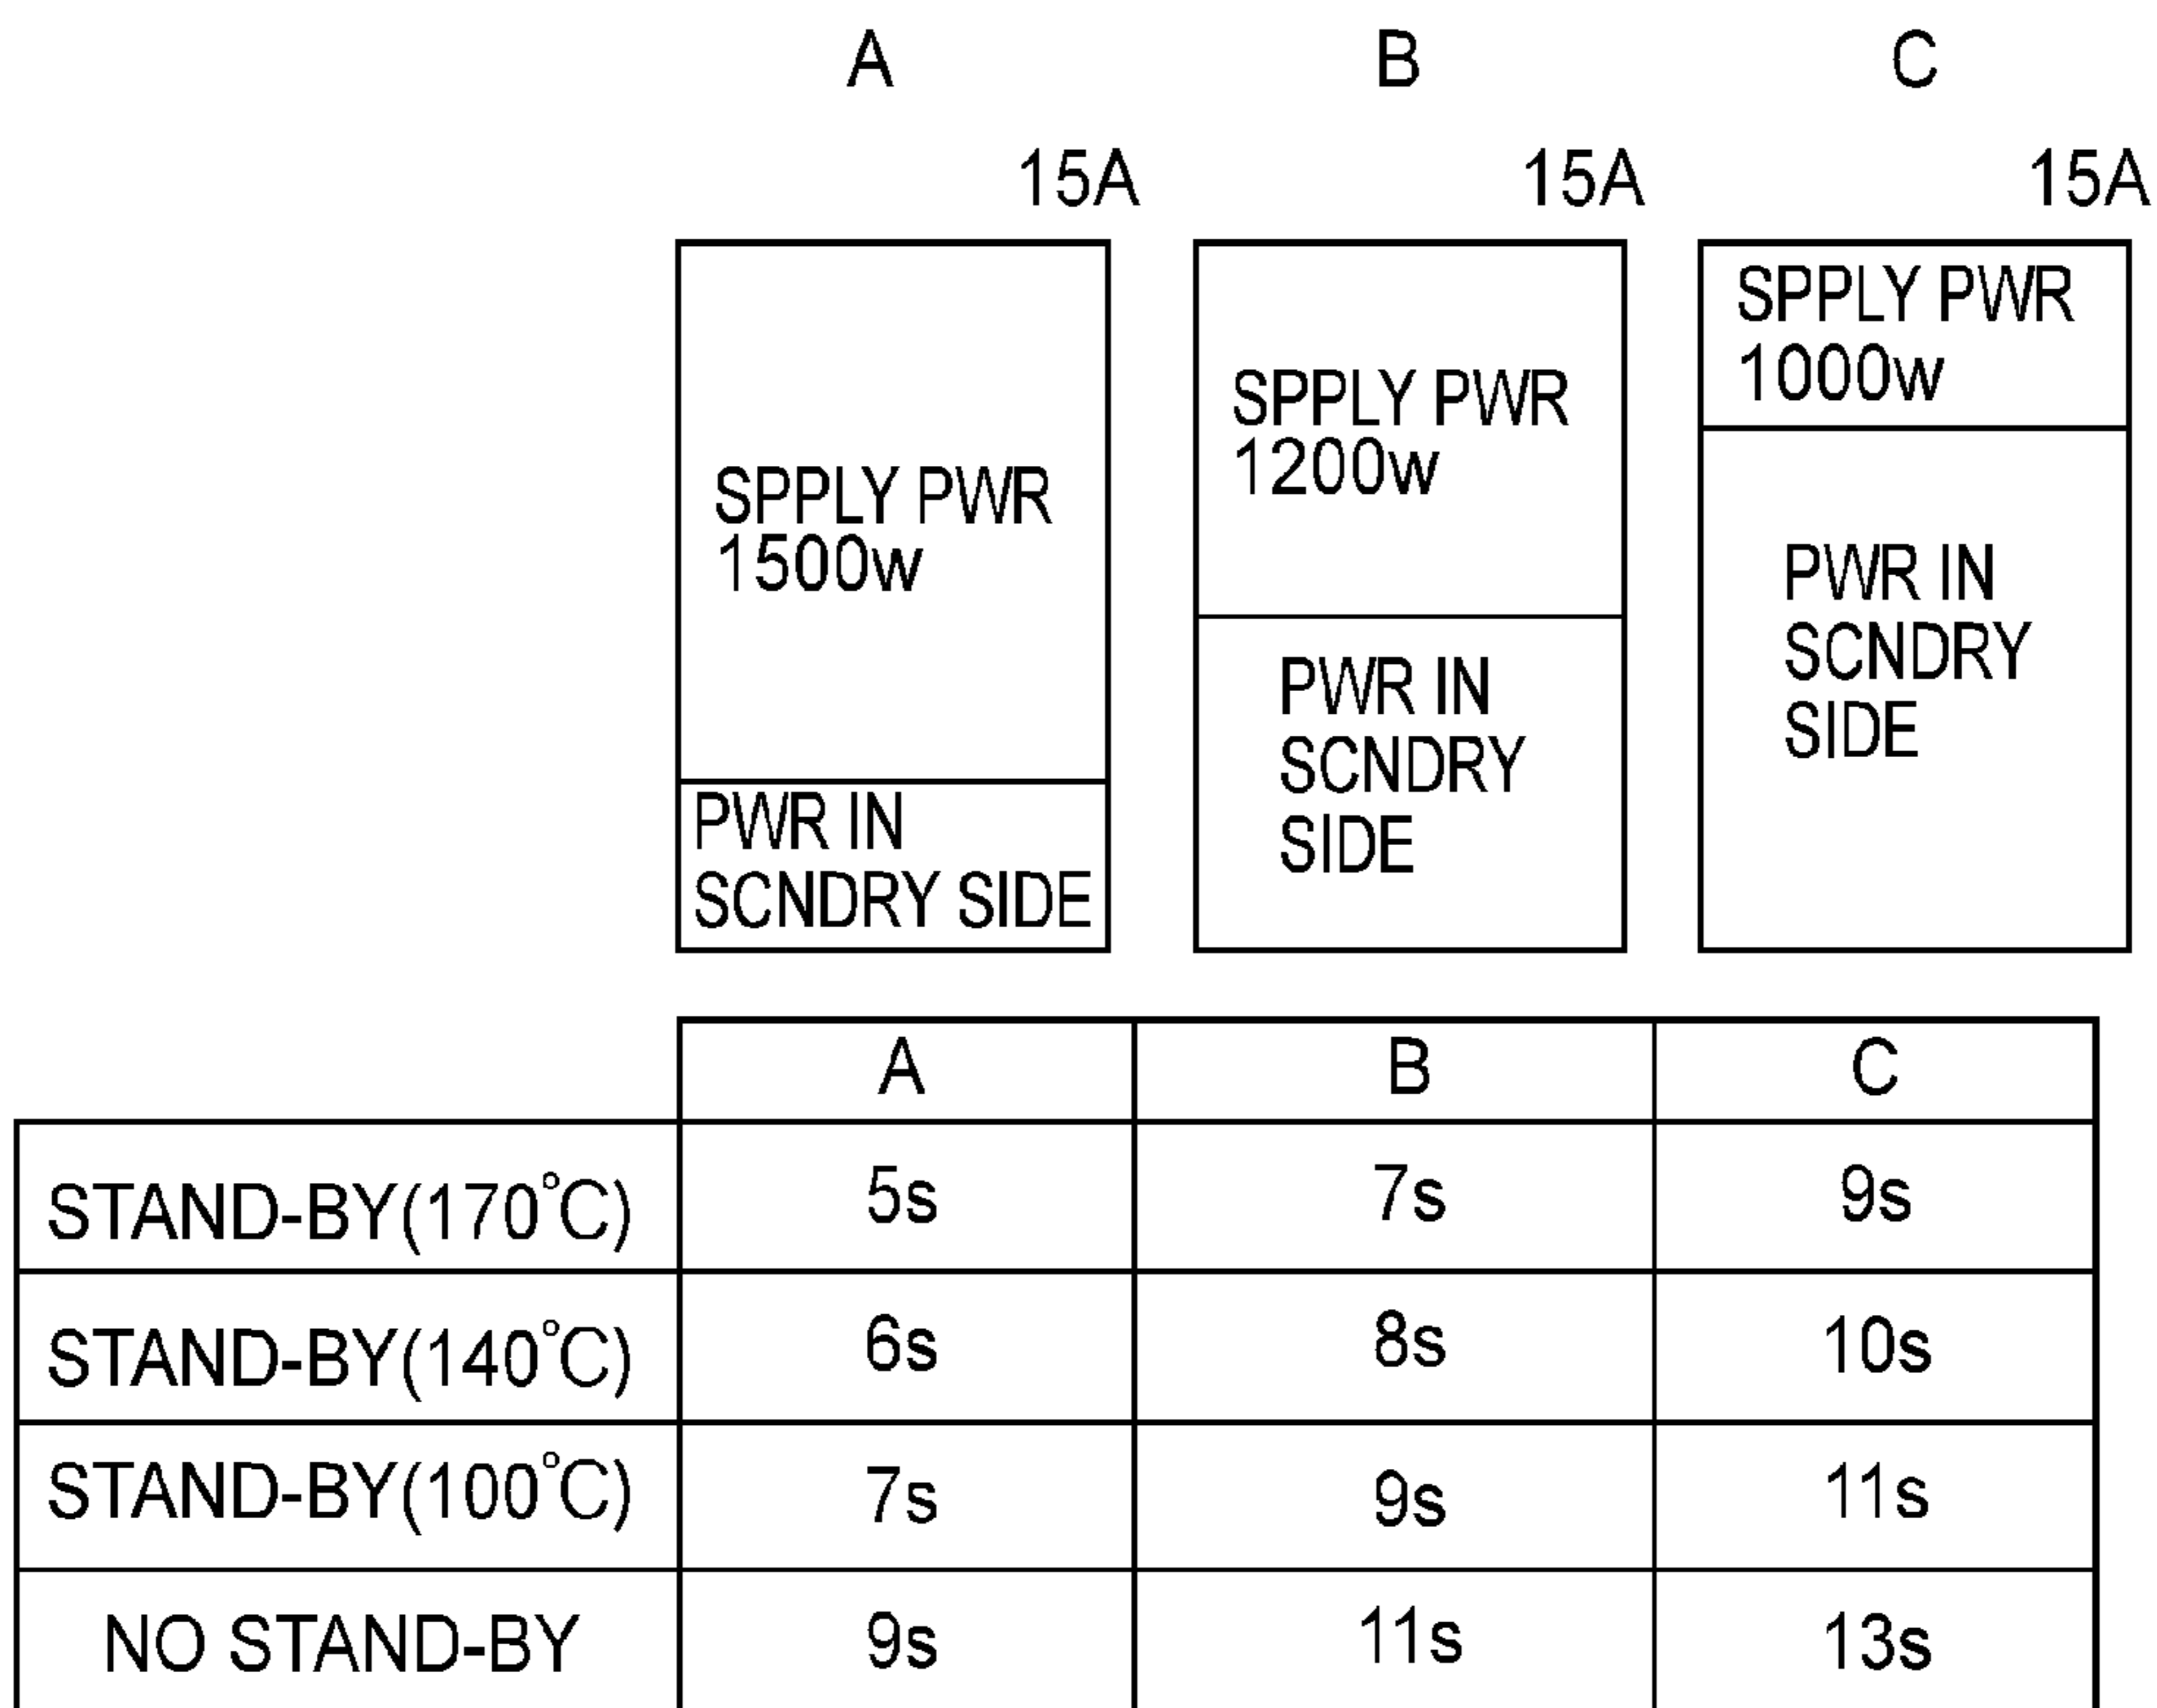 A B C
15A 15A 15A
SPPLY PWR
1500w
PWR IN
SCNDRY SIDE
SPPLY PWR
1200w
PWR IN
SCNDRY
SIDE
SPPLY PWR
1000w
PWR IN
SCNDRY
SIDE
A B C
STAND-BY(170°C) 5s 7s 9s
STAND-BY(140°C) 6s 8s 10s
STAND-BY(100°C) 7s 9s 11s
NO STAND-BY 9s 11s 13s